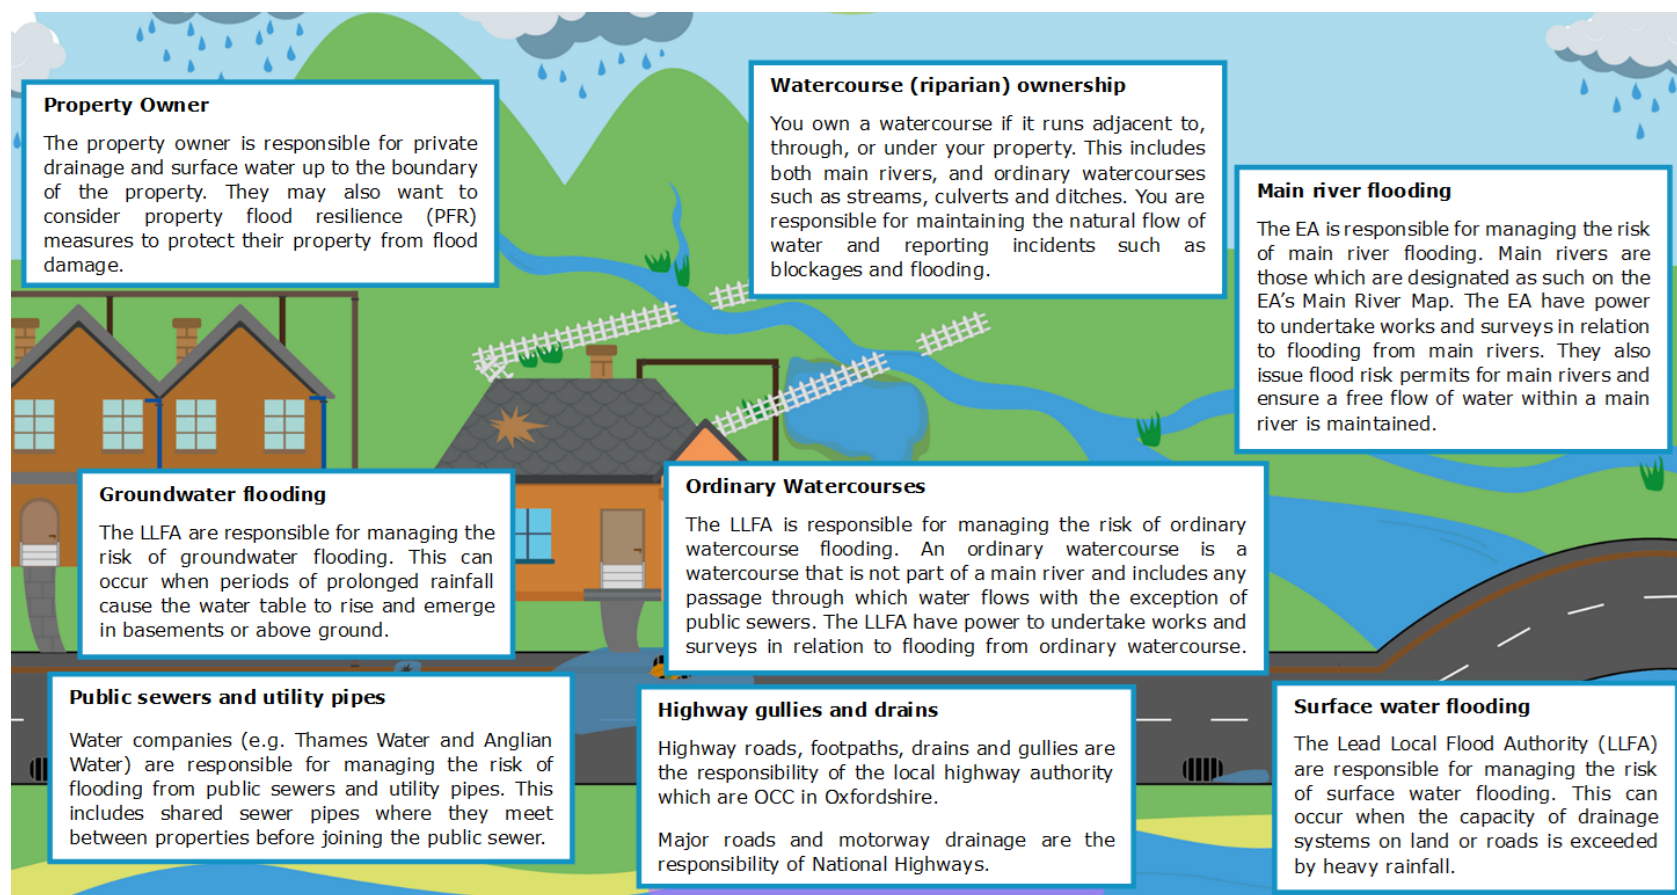 Property Owner
The property owner is responsible for private
drainage and surface water up to the boundary
of the property. They may also want to
consider property flood resilience (PFR)
measures to protect their property from flood
damage.
Watercourse (riparian) ownership
You own a watercourse if it runs adjacent to,
through, or under your property. This includes
both main rivers, and ordinary watercourses
such as streams, culverts and ditches. You are
responsible for maintaining the natural flow of
water and reporting incidents such as
blockages and flooding.
Main river flooding
The EA is responsible for managing the risk
of main river flooding. Main rivers are
those which are designated as such on the
EA’s Main River Map. The EA have power
to undertake works and surveys in relation
to flooding from main rivers. They also
issue flood risk permits for main rivers and
ensure a free flow of water within a main
river is maintained.
Groundwater flooding
The LLFA are responsible for managing the
risk of groundwater flooding. This can
occur when periods of prolonged rainfall
cause the water table to rise and emerge
in basements or above ground.
Ordinary Watercourses
The LLFA is responsible for managing the risk of ordinary
watercourse flooding. An ordinary watercourse is a
watercourse that is not part of a main river and includes any
passage through which water flows with the exception of
public sewers. The LLFA have power to undertake works and
surveys in relation to flooding from ordinary watercourse.
Public sewers and utility pipes
Water companies (e.g. Thames Water and Anglian
Water) are responsible for managing the risk of
flooding from public sewers and utility pipes. This
includes shared sewer pipes where they meet
between properties before joining the public sewer.
Highway gullies and drains
Highway roads, footpaths, drains and gullies are
the responsibility of the local highway authority
which are OCC in Oxfordshire.
Major roads and motorway drainage are the
responsibility of National Highways.
Surface water flooding
The Lead Local Flood Authority (LLFA)
are responsible for managing the risk
of surface water flooding. This can
occur when the capacity of drainage
systems on land or roads is exceeded
by heavy rainfall.